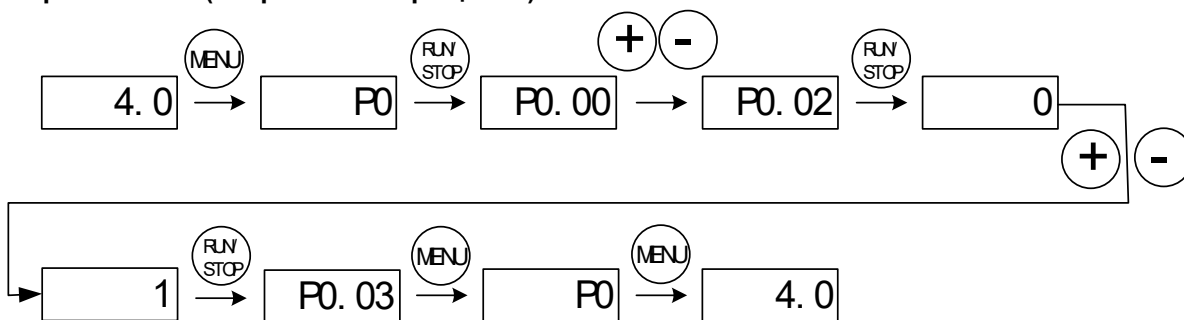 MENU RUN/ STOP + - RUN/ STOP
4.0 P0 P0.00 P0.02 0
+ -
RUN/ STOP MENU MENU
1 P0.03 P0 4.0